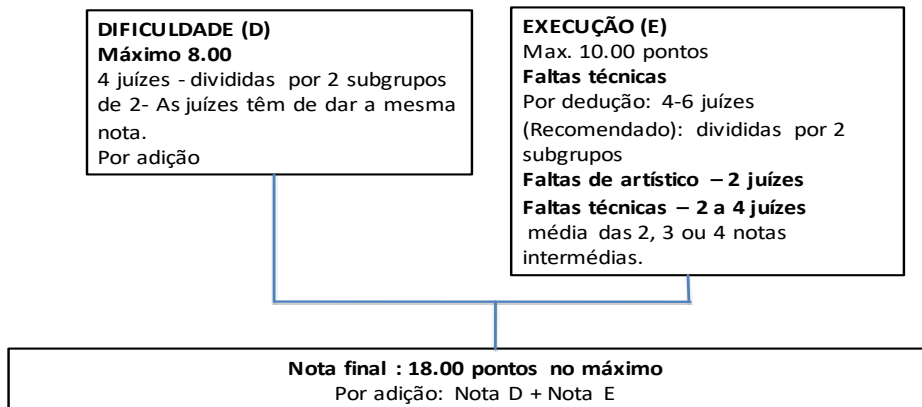 DIFICULDADE (D)
Máximo 8.00
4 juízes - divididas por 2 subgrupos
de 2- As juízes têm de dar a mesma
nota.
Por adição
EXECUÇÃO (E)
Max. 10.00 pontos
Faltas técnicas
Por dedução: 4-6 juízes
(Recomendado): divididas por 2
subgrupos
Faltas de artístico – 2 juízes
Faltas técnicas – 2 a 4 juízes
média das 2, 3 ou 4 notas
intermédias.
Nota final : 18.00 pontos no máximo
Por adição: Nota D + Nota E